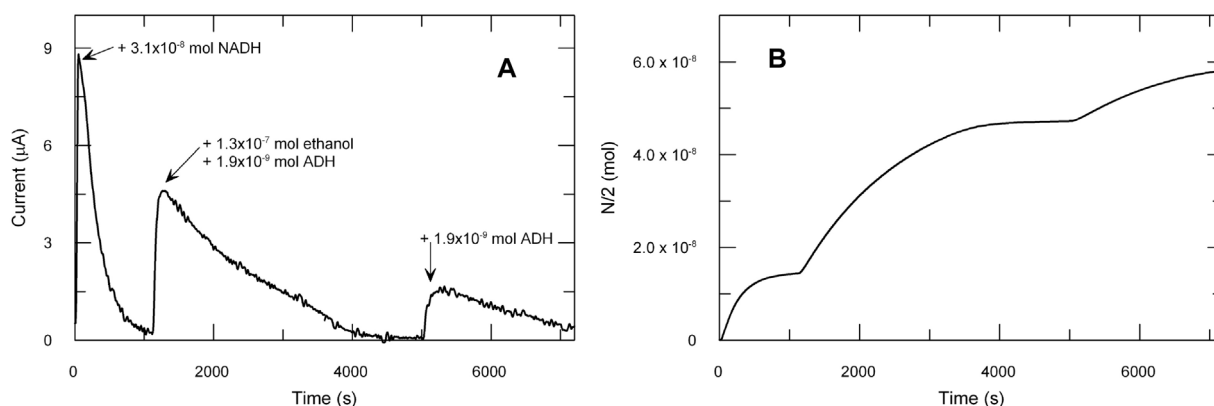 + 3.1x10⁻⁸ mol NADH
A
+ 1.3x10⁻⁷ mol ethanol
+ 1.9x10⁻⁹ mol ADH
+ 1.9x10⁻⁹ mol ADH
Current (μA)
9
6
3
0
0 2000 4000 6000
Time (s)
B
N/2 (mol)
6.0 x 10⁻⁸
4.0 x 10⁻⁸
2.0 x 10⁻⁸
0
0 2000 4000 6000
Time (s)